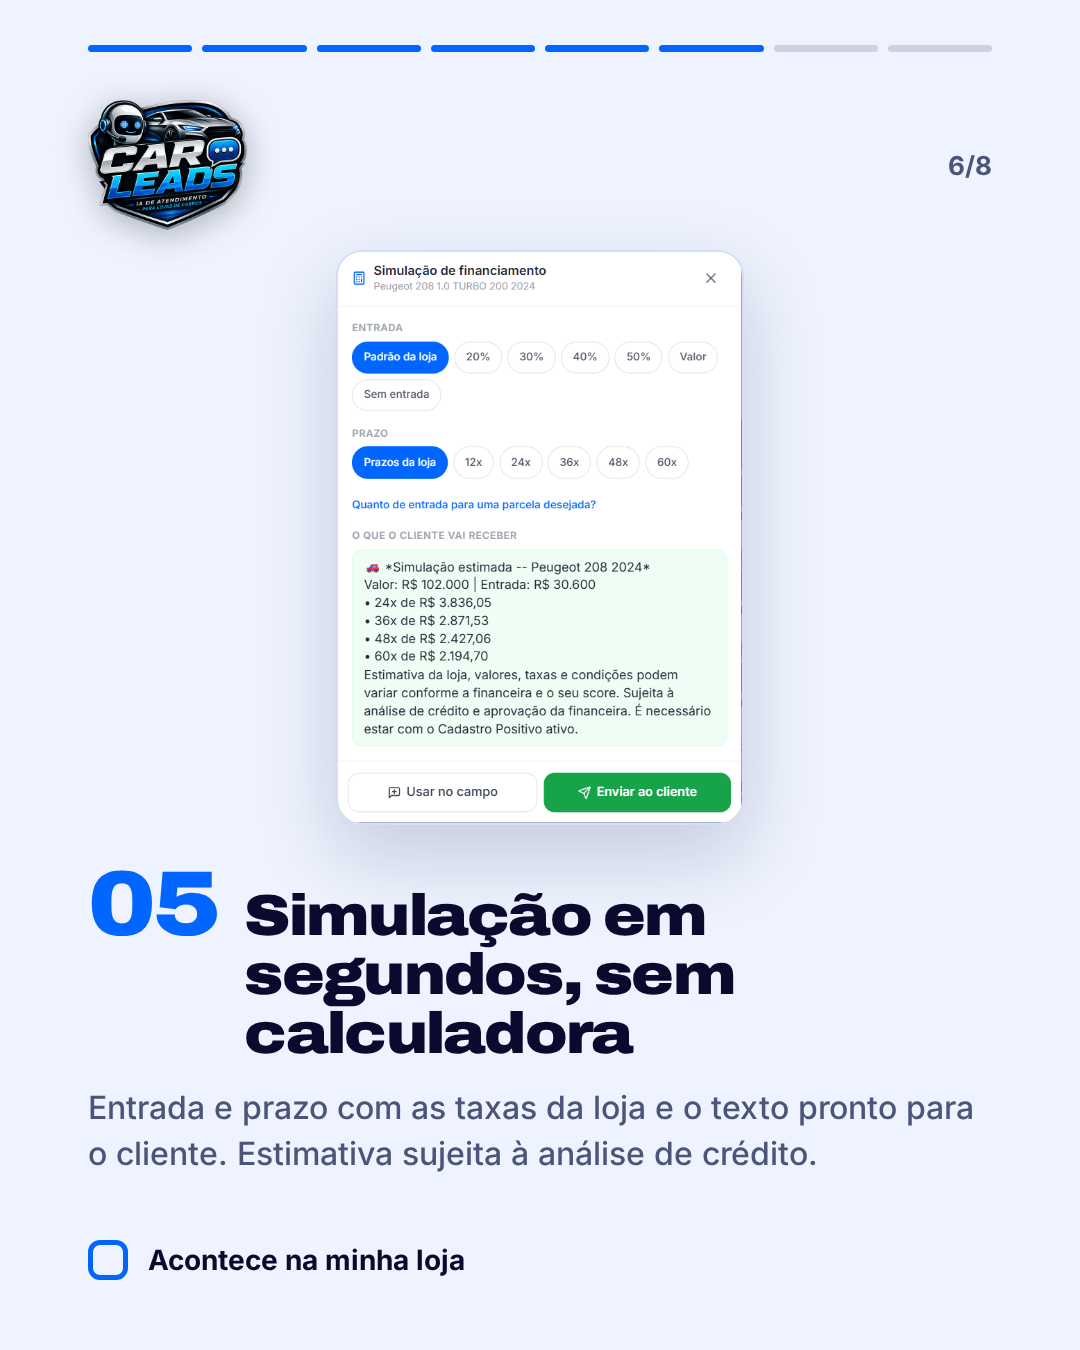 CAR
LEADS
IA DE ATENDIMENTO
PARA LOJAS DE CARROS
6/8
Simulação de financiamento
Peugeot 208 1.0 TURBO 200 2024
ENTRADA
Padrão da loja 20% 30% 40% 50% Valor
Sem entrada
PRAZO
Prazos da loja 12x 24x 36x 48x 60x
Quanto de entrada para uma parcela desejada?
O QUE O CLIENTE VAI RECEBER
*Simulação estimada -- Peugeot 208 2024*
Valor: R$ 102.000 | Entrada: R$ 30.600
• 24x de R$ 3.836,05
• 36x de R$ 2.871,53
• 48x de R$ 2.427,06
• 60x de R$ 2.194,70
Estimativa da loja, valores, taxas e condições podem
variar conforme a financeira e o seu score. Sujeita à
análise de crédito e aprovação da financeira. É necessário
estar com o Cadastro Positivo ativo.
Usar no campo Enviar ao cliente
05 Simulação em
segundos, sem
calculadora
Entrada e prazo com as taxas da loja e o texto pronto para
o cliente. Estimativa sujeita à análise de crédito.
Acontece na minha loja